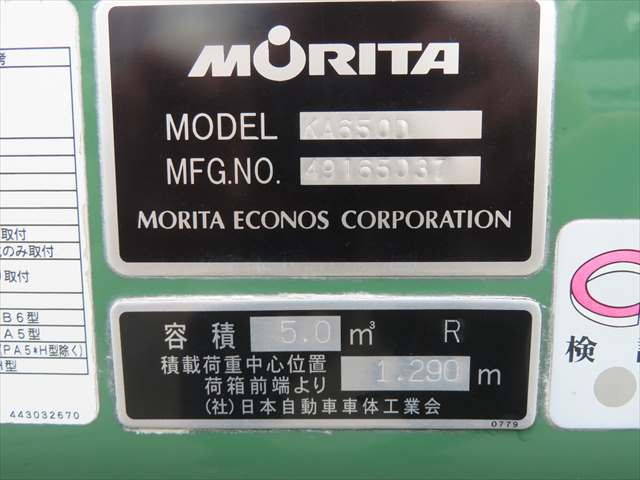 考
MORITA
MODEL KA650D
MFG.NO. 49165037
MORITA ECONOS CORPORATION
取付
のみ取付
取付
B6型
A5型
(PA5*H型除く)
型
443032670
容積 5.0 m³ R
積載荷重中心位置
荷箱前端より 1.290 m
(社)日本自動車車体工業会
0779
検